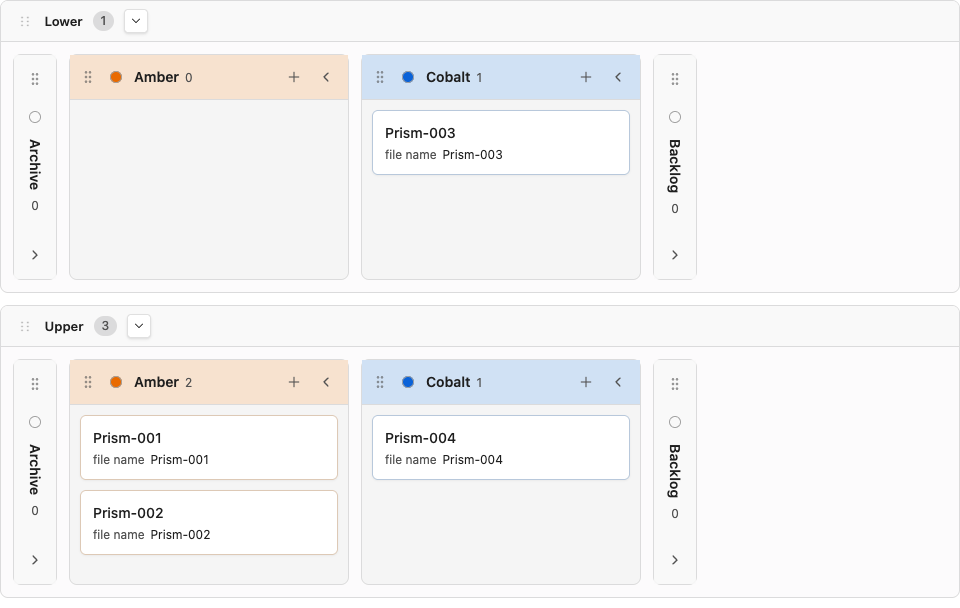 Lower 1
Archive 0
Amber 0
Cobalt 1
Prism-003
file name Prism-003
Backlog 0
Upper 3
Archive 0
Amber 2
Prism-001
file name Prism-001
Prism-002
file name Prism-002
Cobalt 1
Prism-004
file name Prism-004
Backlog 0